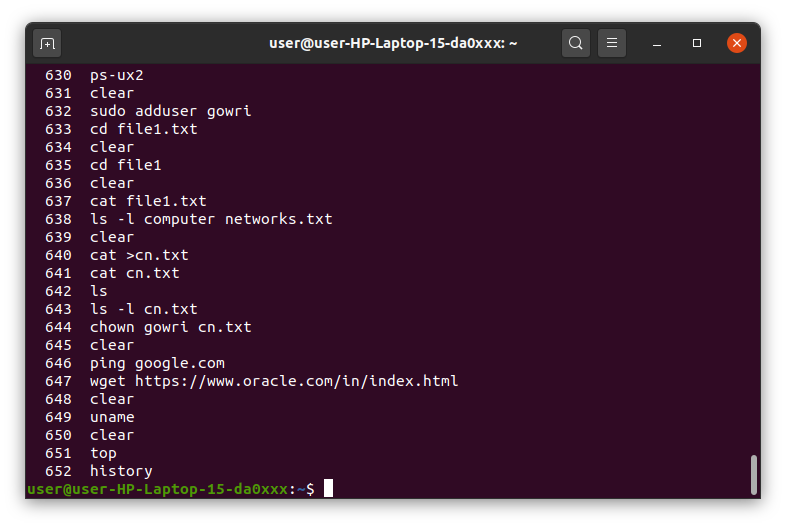 user@user-HP-Laptop-15-da0xxx: ~
630 ps-ux2
631 clear
632 sudo adduser gowri
633 cd file1.txt
634 clear
635 cd file1
636 clear
637 cat file1.txt
638 ls -l computer networks.txt
639 clear
640 cat >cn.txt
641 cat cn.txt
642 ls
643 ls -l cn.txt
644 chown gowri cn.txt
645 clear
646 ping google.com
647 wget https://www.oracle.com/in/index.html
648 clear
649 uname
650 clear
651 top
652 history
user@user-HP-Laptop-15-da0xxx:~$